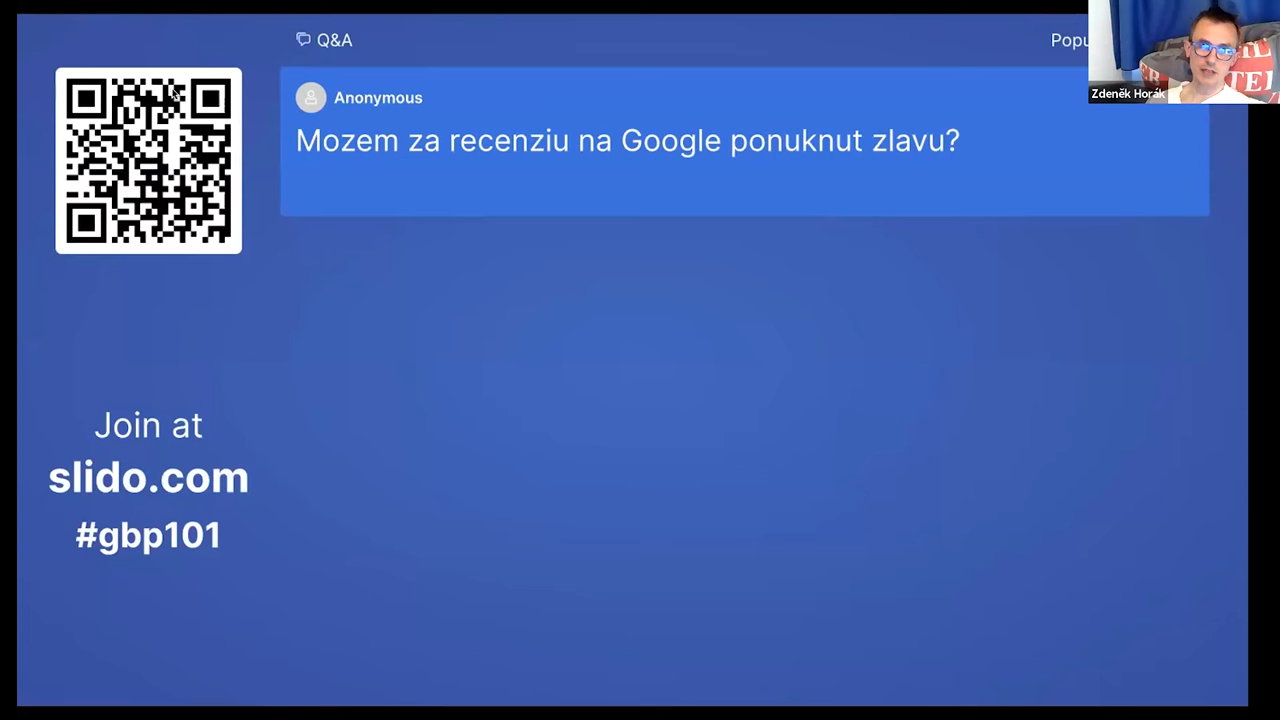 Q&A
Popu
Zdeněk Horák
Anonymous
Mozem za recenziu na Google ponuknut zlavu?
Join at
slido.com
#gbp101